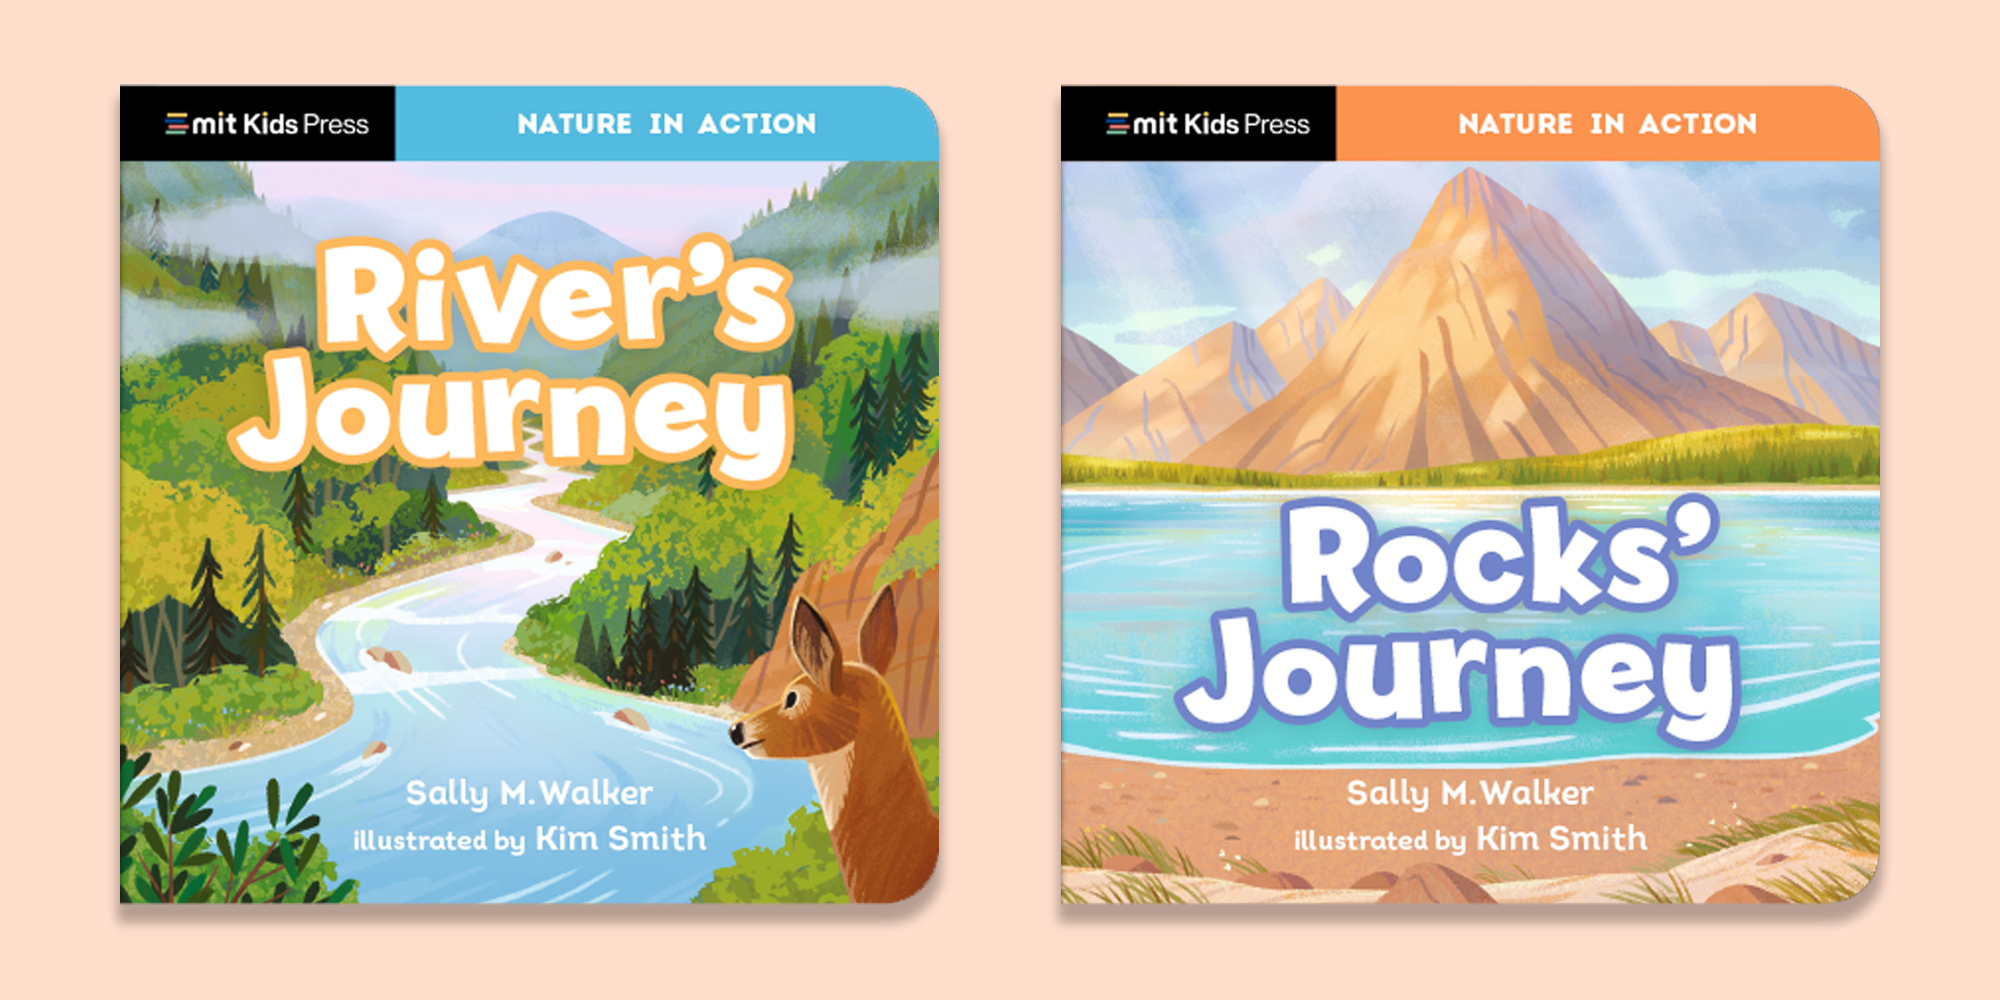 mit Kids Press
NATURE IN ACTION
River's
Journey
Sally M. Walker
illustrated by Kim Smith
mit Kids Press
NATURE IN ACTION
Rocks'
Journey
Sally M. Walker
illustrated by Kim Smith